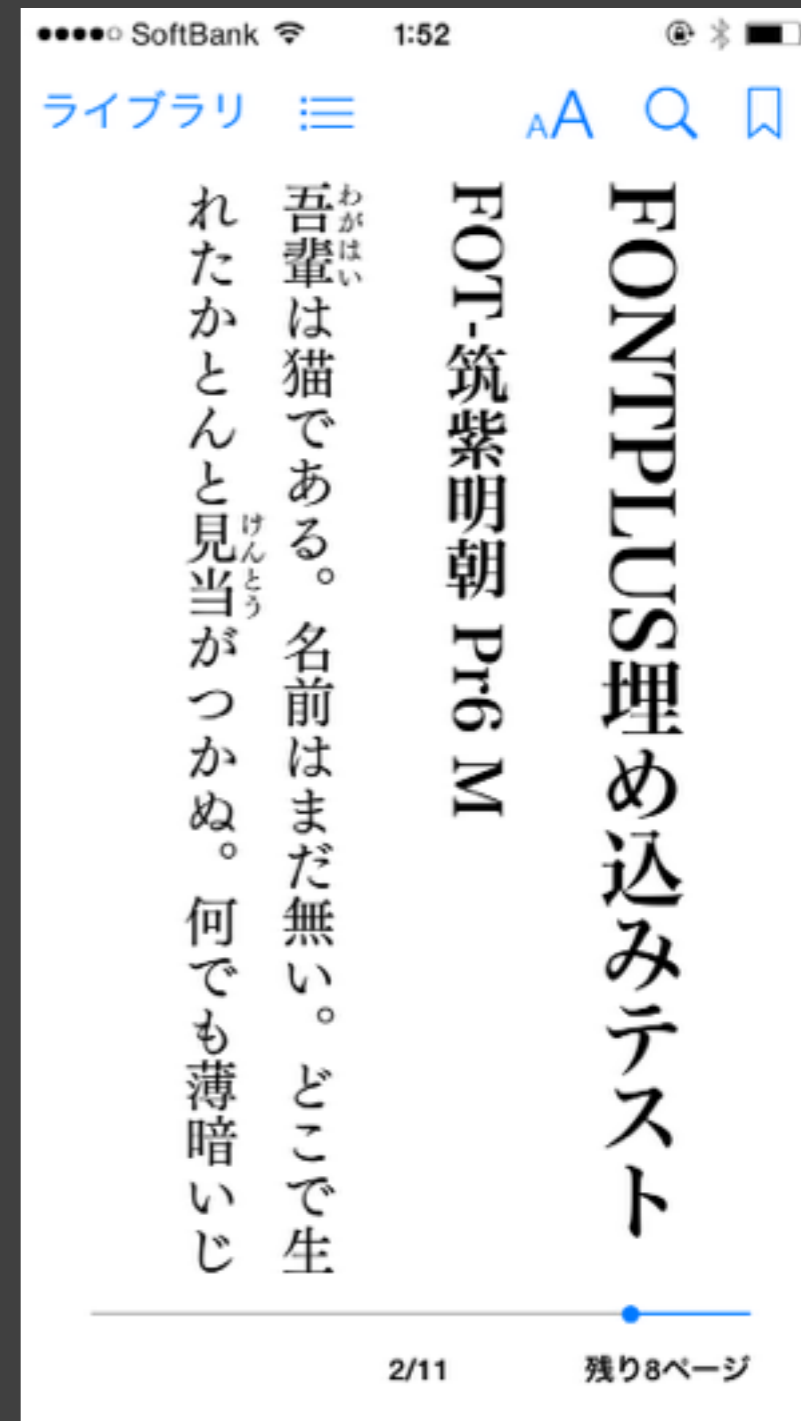 SoftBank 1:52
ライブラリ AA
FONTPLUS埋め込みテスト
FOT-筑紫明朝 Pr6 M
吾輩は猫である。名前はまだ無い。どこで生
わがはい
れたかとんと見当がつかぬ。何でも薄暗いじ
けんとう
2/11 残り8ページ